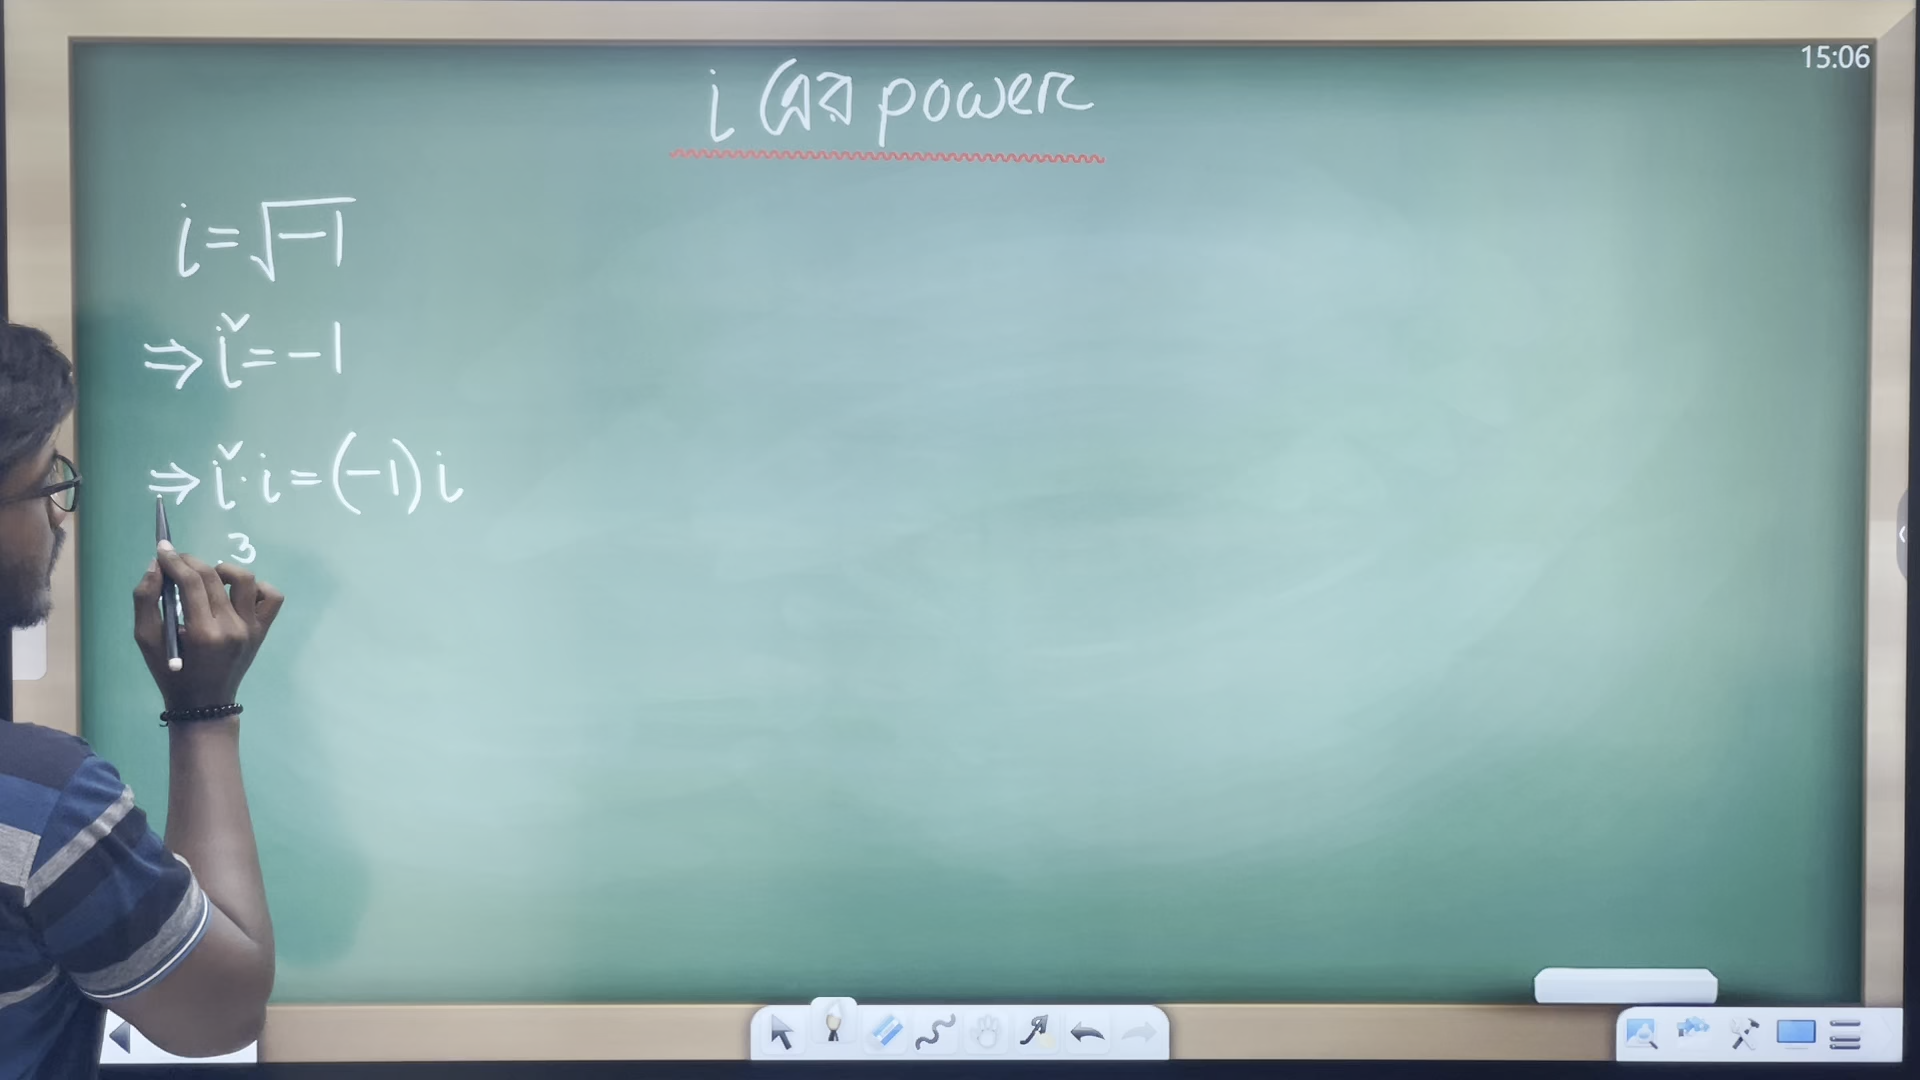 15:06
i এর power
i = √-1
⇒ i² = -1
⇒ i² · i = (-1) i
i³